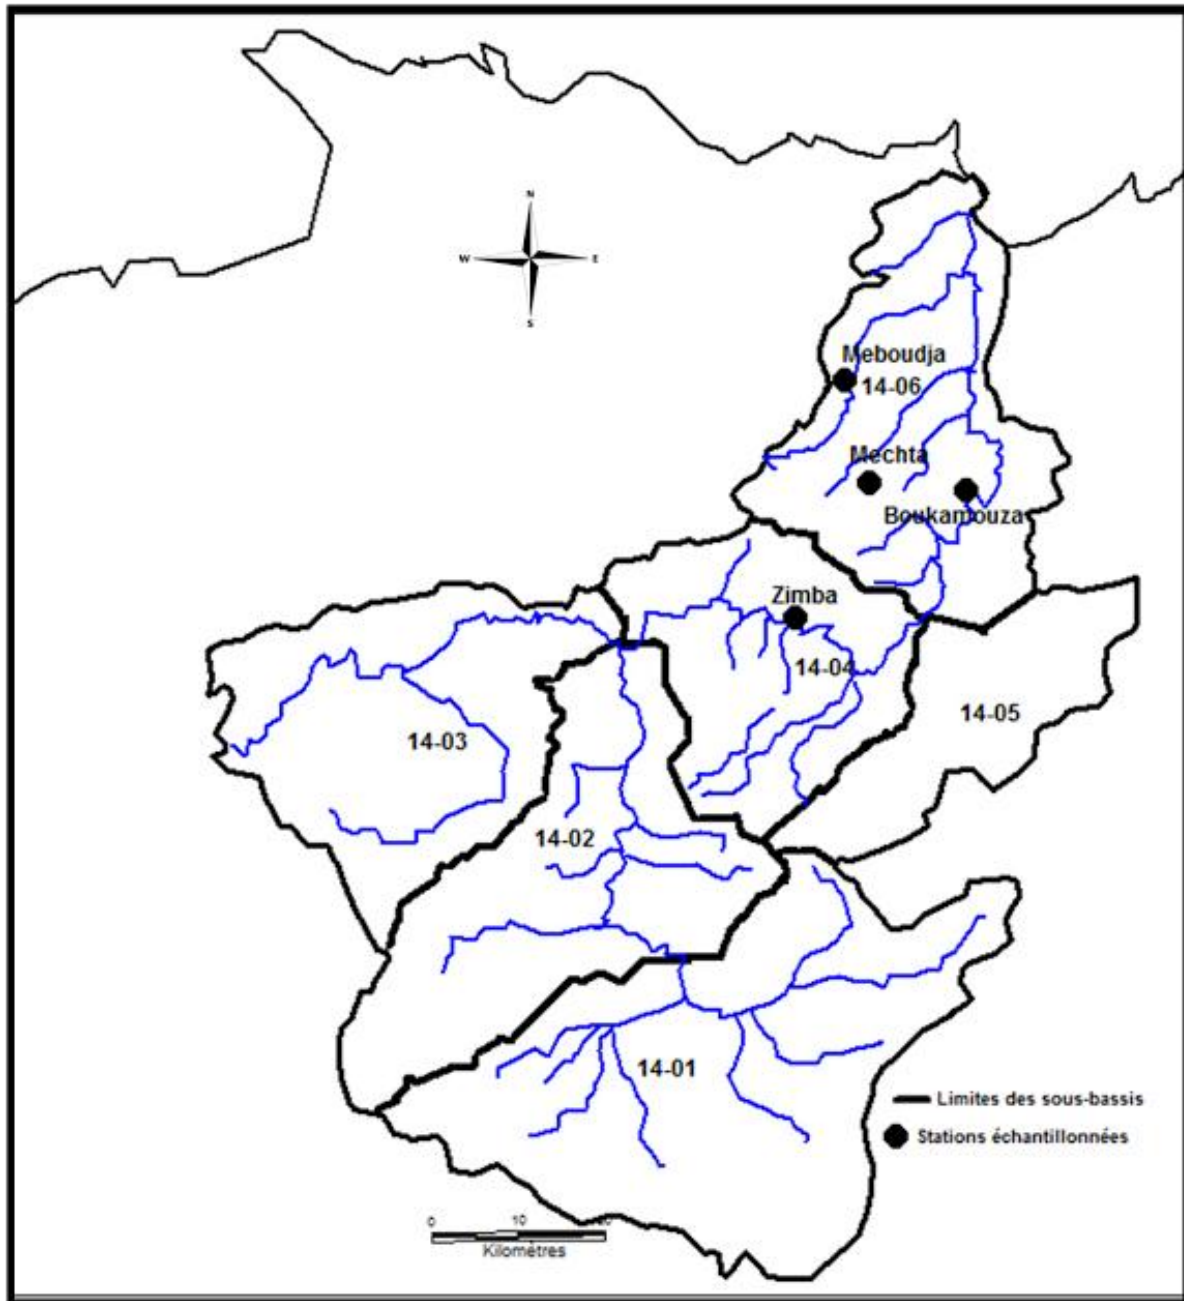 N
W E
S
Meboudja
14-06
Mechta
Boukamouza
Zimba
14-04
14-05
14-03
14-02
14-01
Limites des sous-bassis
Stations échantillonnées
0 10
Kilomètres